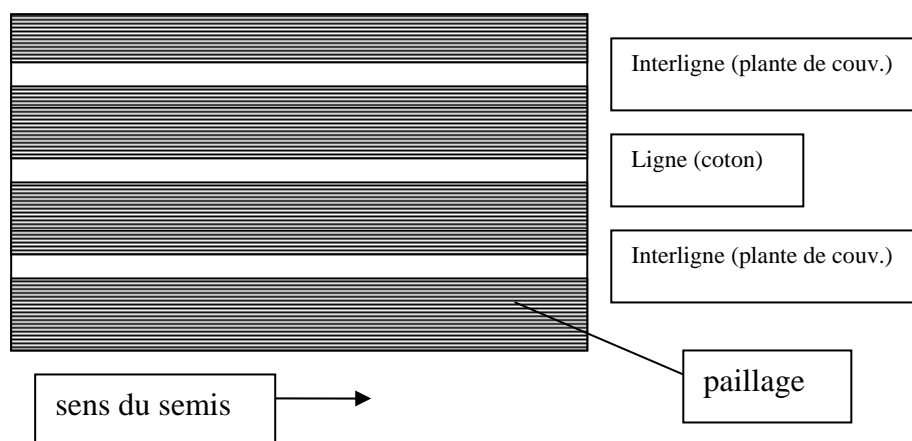 Interligne (plante de couv.)
Ligne (coton)
Interligne (plante de couv.)
paillage
sens du semis